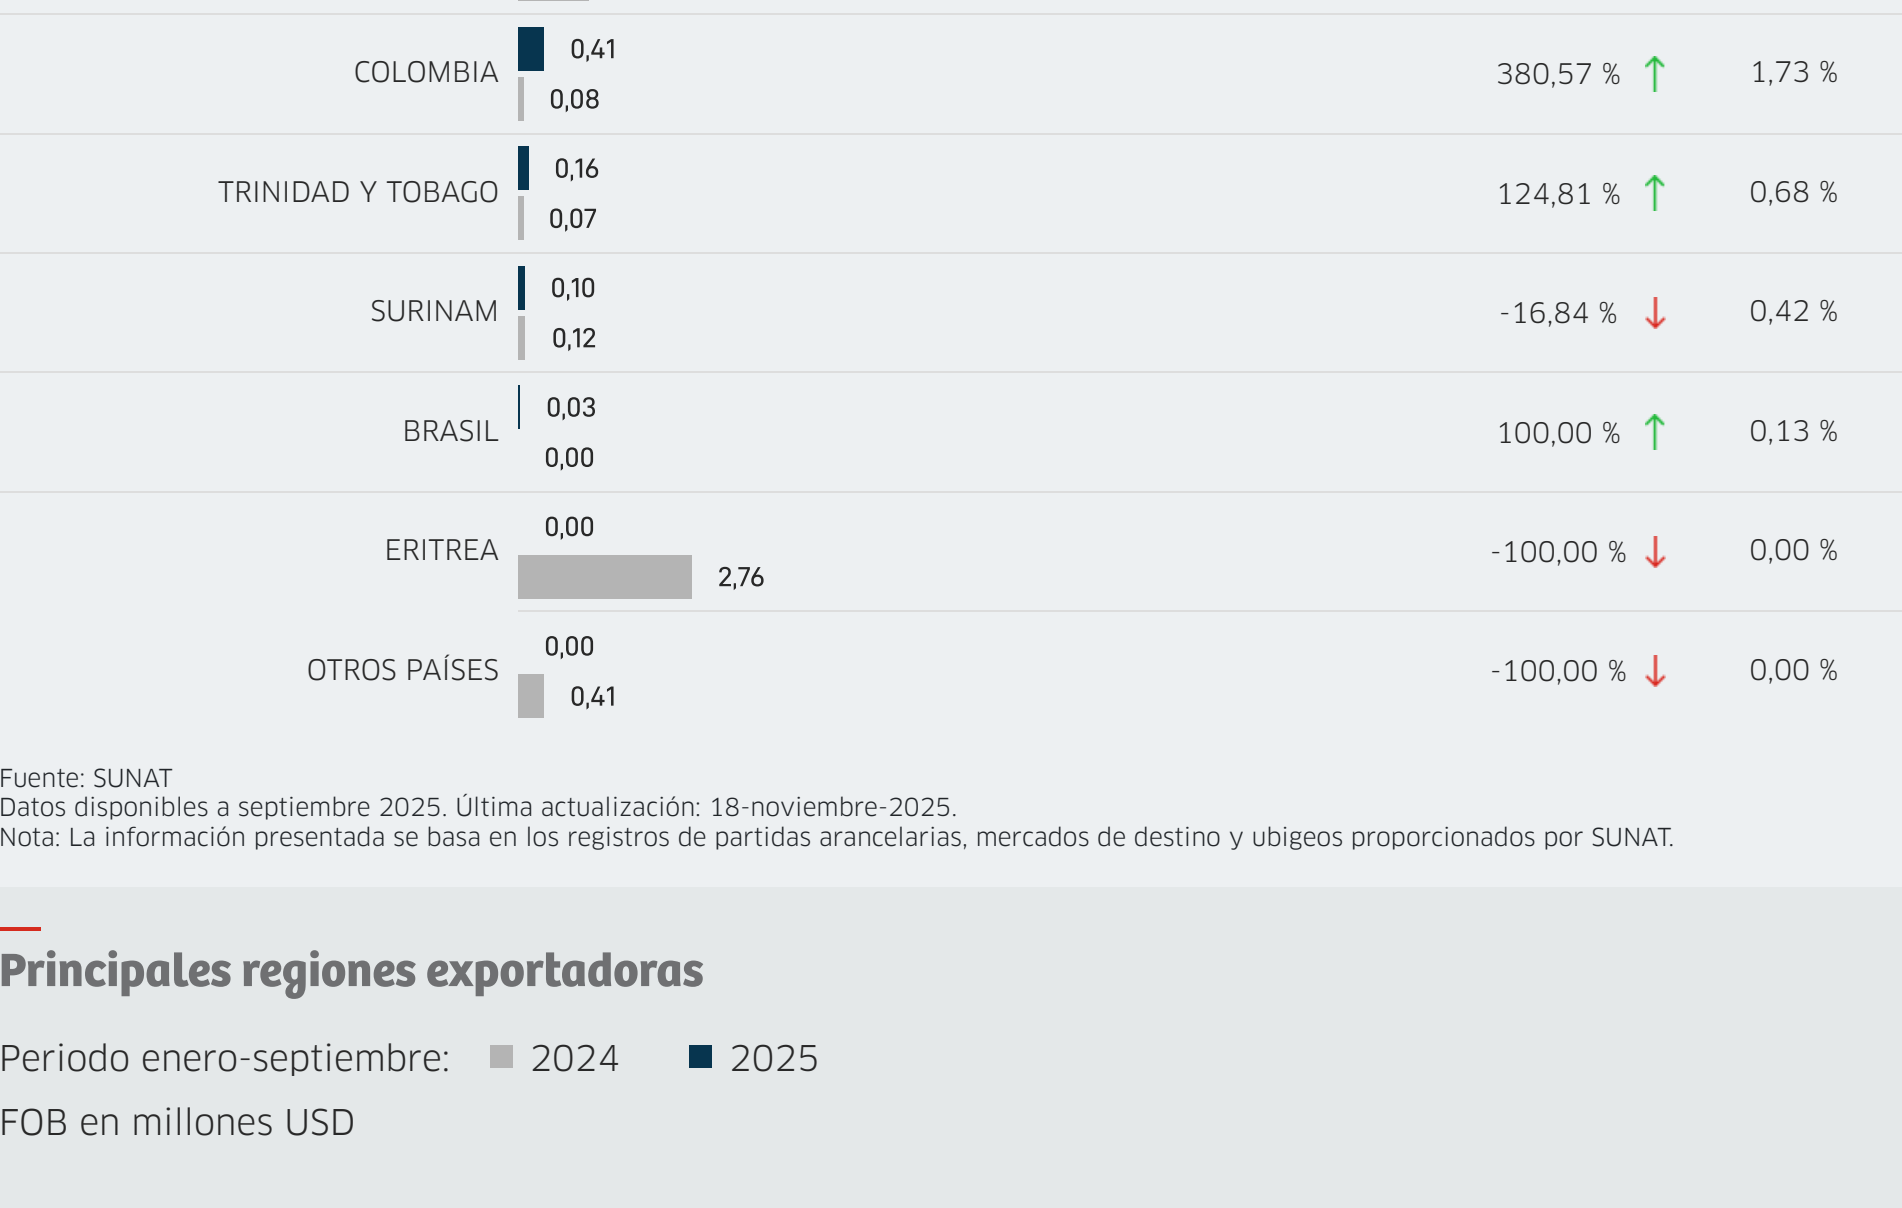 0,41
COLOMBIA
380,57 %
1,73 %
0,08
0,16
TRINIDAD Y TOBAGO
124,81 %
0,68 %
0,07
0,10
SURINAM
-16,84 %
0,42 %
0,12
0,03
BRASIL
100,00 %
0,13 %
0,00
0,00
ERITREA
-100,00 %
0,00 %
2,76
0,00
OTROS PAÍSES
-100,00 %
0,00 %
0,41
Fuente: SUNAT
Datos disponibles a septiembre 2025. Última actualización: 18-noviembre-2025.
Nota: La información presentada se basa en los registros de partidas arancelarias, mercados de destino y ubigeos proporcionados por SUNAT.
Principales regiones exportadoras
Periodo enero-septiembre: 2024 2025
FOB en millones USD